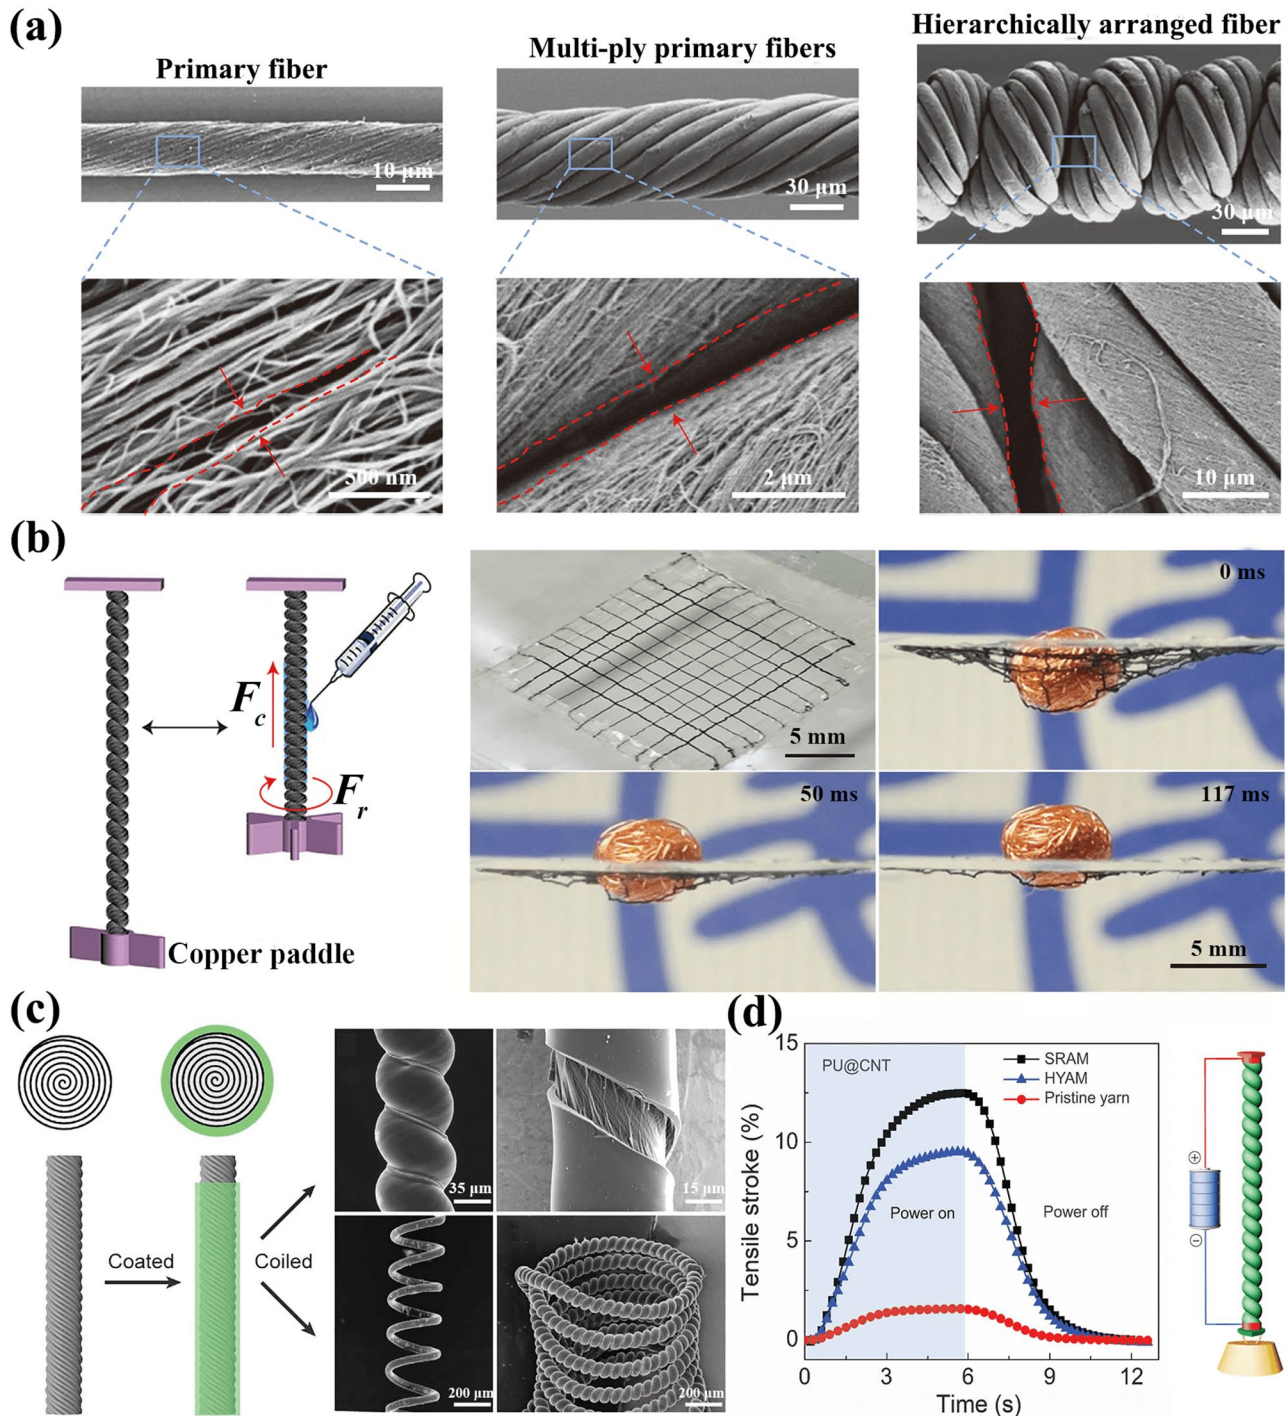 (a)
Primary fiber
Multi-ply primary fibers
Hierarchically arranged fiber
10 μm
30 μm
30 μm
500 nm
2 μm
10 μm
(b)
F c
F r
Copper paddle
5 mm
0 ms
50 ms
117 ms
5 mm
(c)
Coated
Coiled
35 μm
15 μm
200 μm
200 μm
(d)
PU@CNT
SRAM
HYAM
Pristine yarn
Power on
Power off
Tensile stroke (%)
15
10
5
0
0
3
6
9
12
Time (s)
+
−